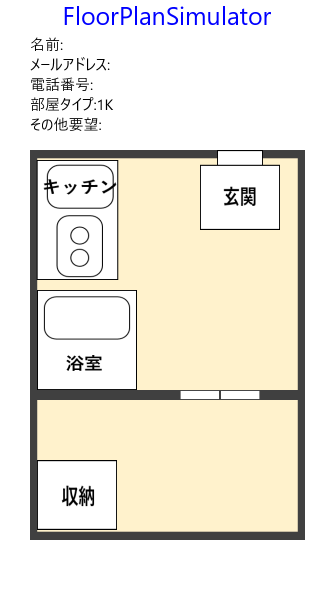 FloorPlanSimulator
名前:
メールアドレス:
電話番号:
部屋タイプ:1K
その他要望:
キッチン
玄関
浴室
収納